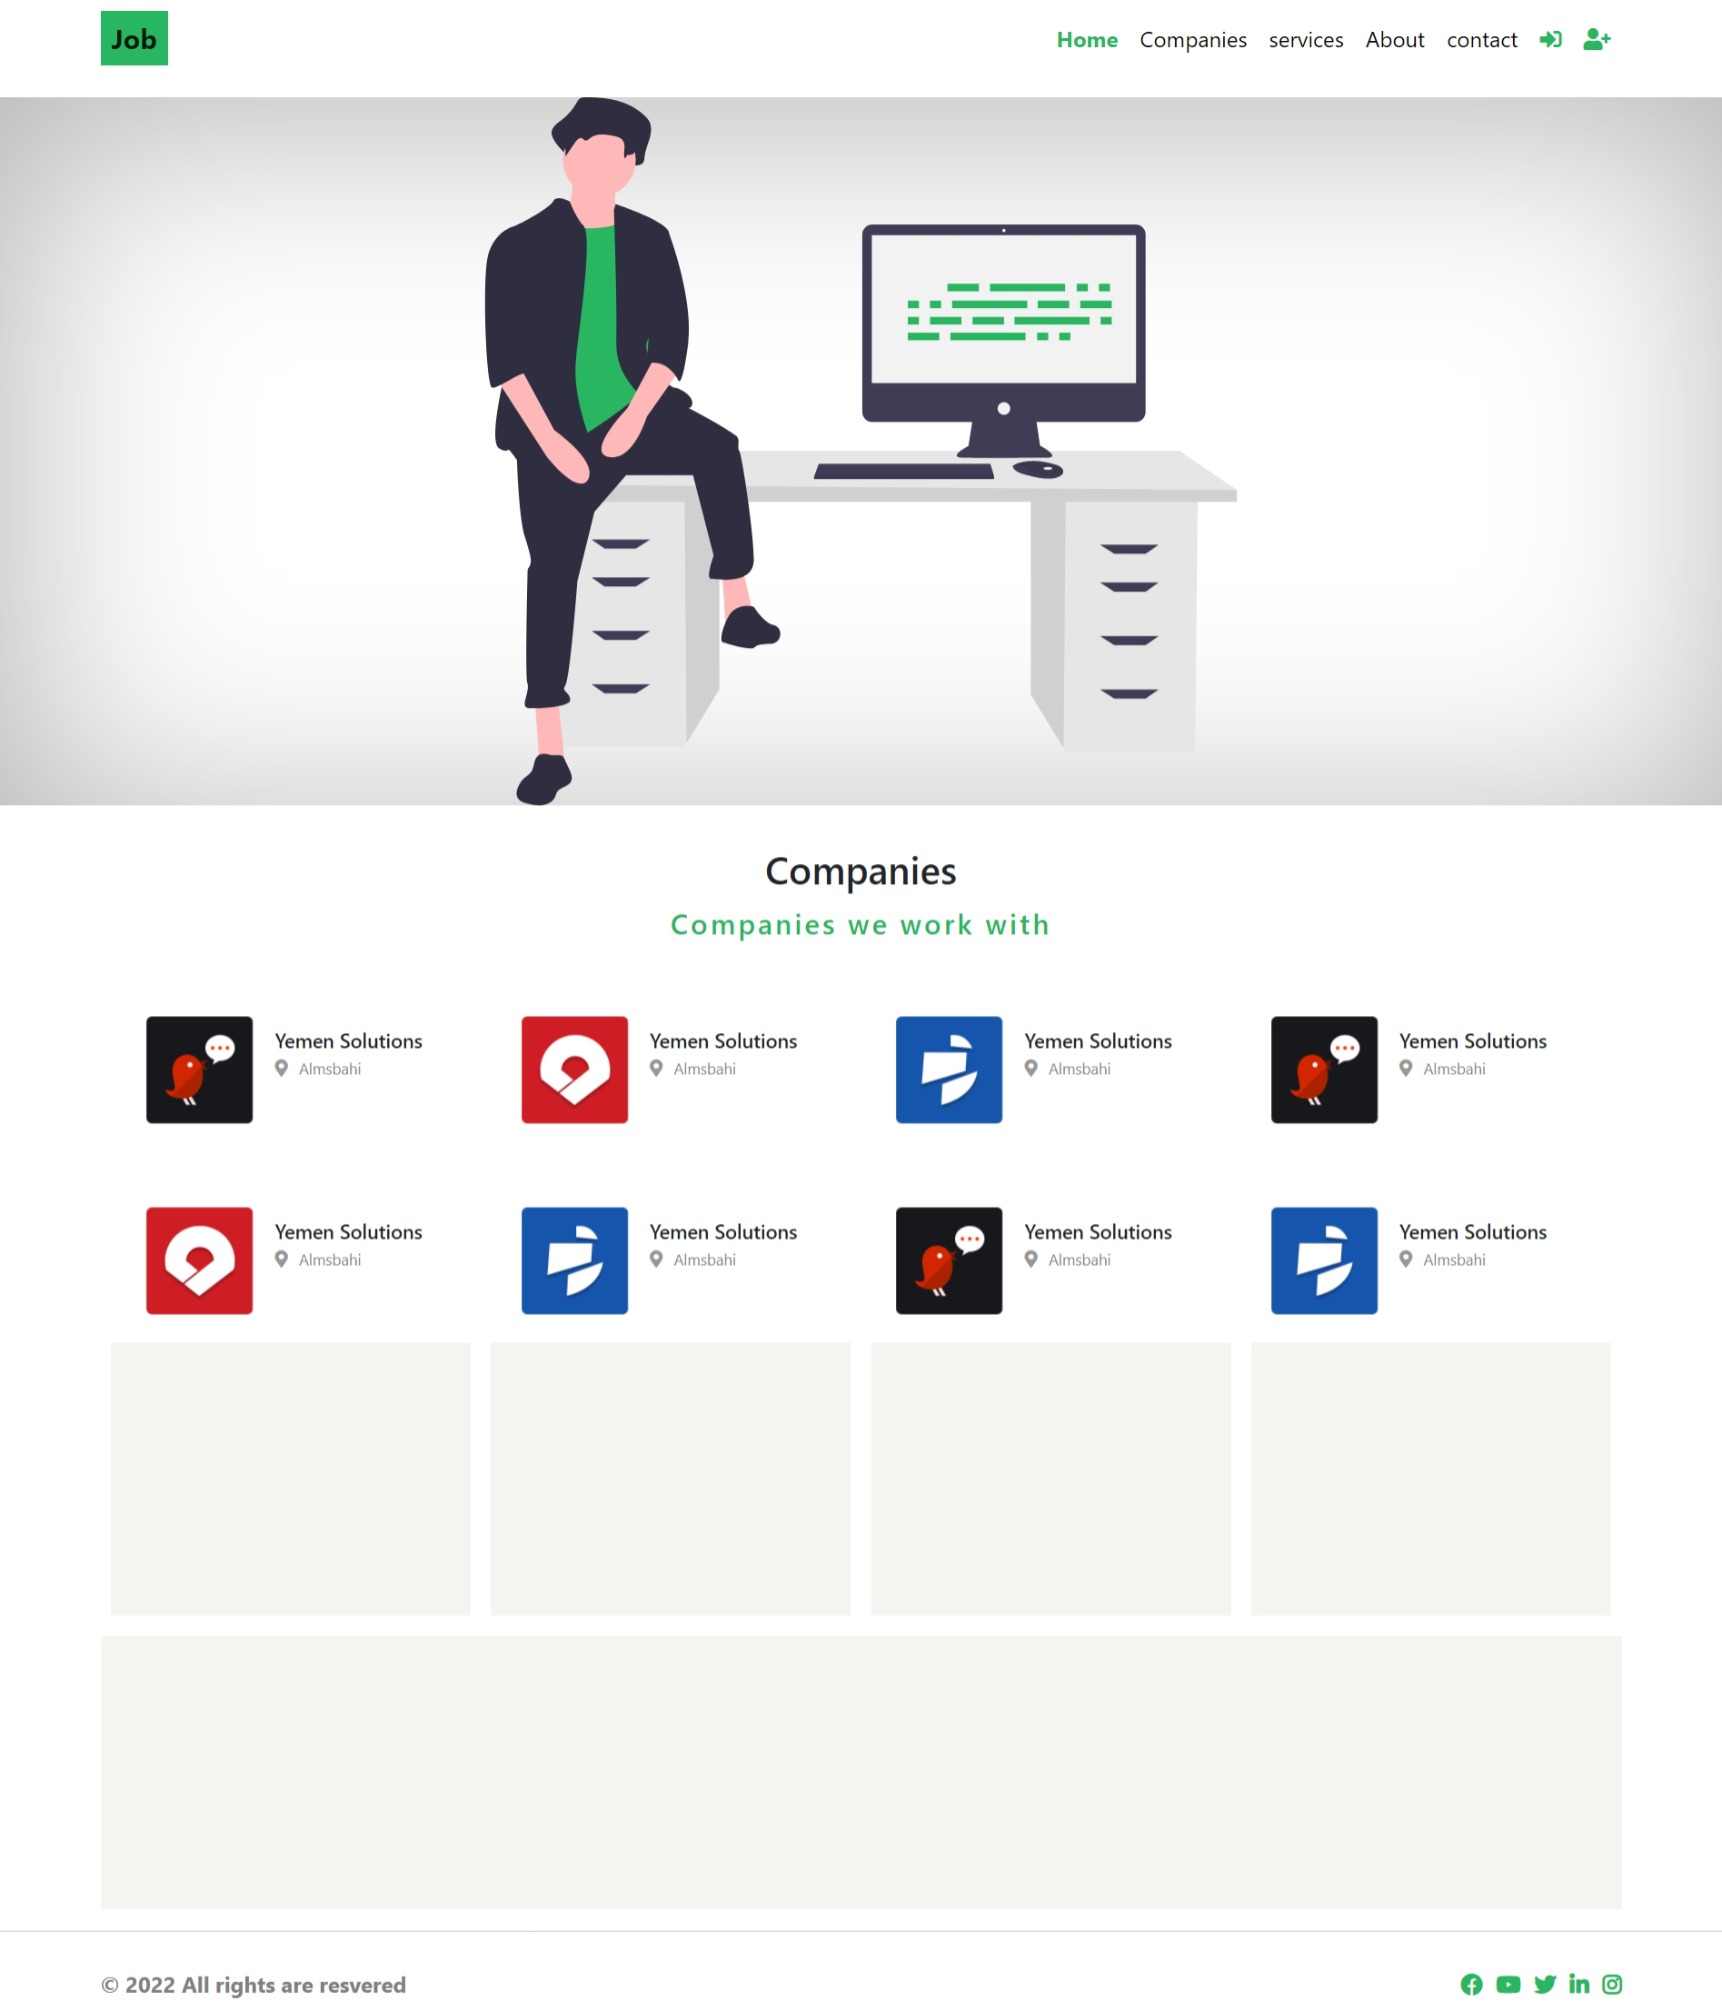 Job
Home Companies services About contact
Companies
Companies we work with
Yemen Solutions Yemen Solutions Yemen Solutions Yemen Solutions
Almsbahi Almsbahi Almsbahi Almsbahi
Yemen Solutions Yemen Solutions Yemen Solutions Yemen Solutions
Almsbahi Almsbahi Almsbahi Almsbahi
© 2022 All rights are resvered